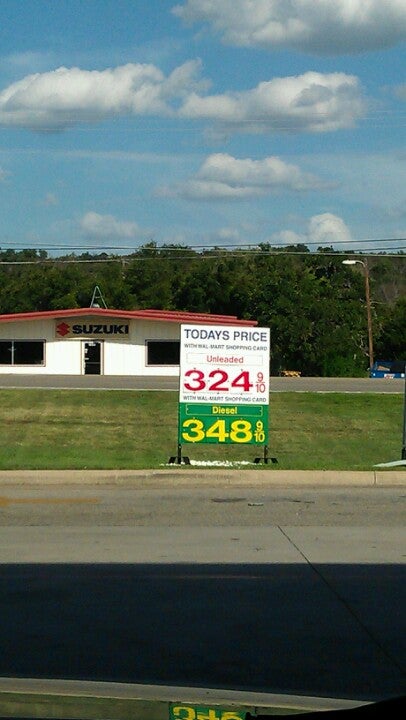 SUZUKI
TODAYS PRICE
WITH WAL-MART SHOPPING CARD
Unleaded
324 9/10
WITH WAL-MART SHOPPING CARD
Diesel
348 9/10